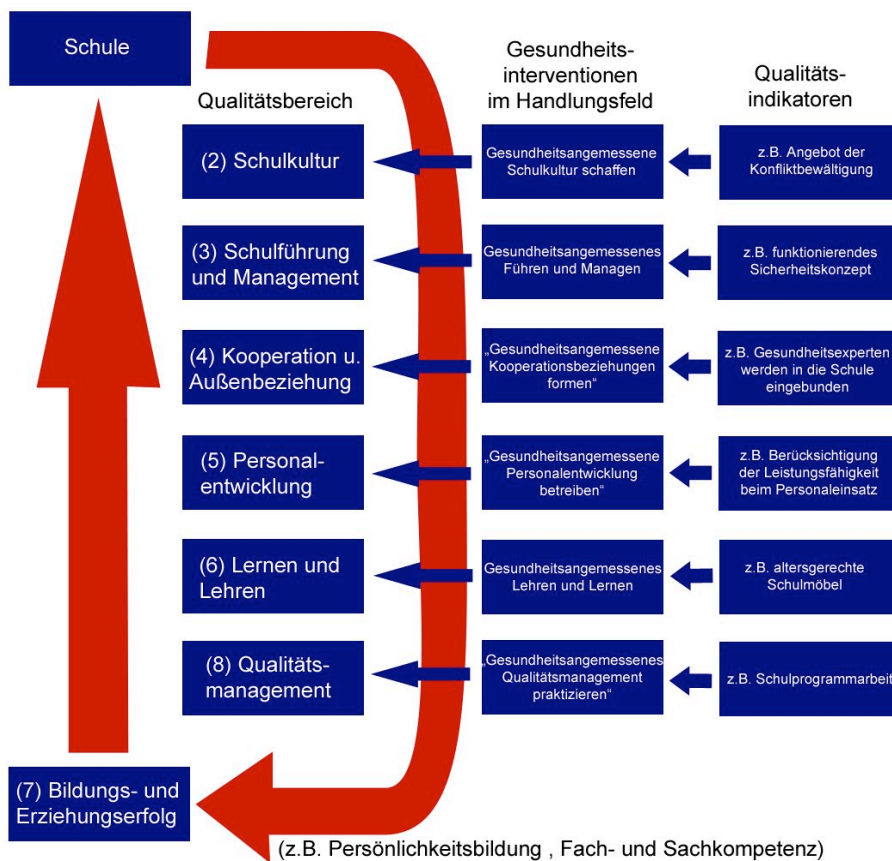 Schule
Qualitätsbereich
Gesundheits-
interventionen
im Handlungsfeld
Qualitäts-
indikatoren
(2) Schulkultur
Gesundheitsangemessene
Schulkultur schaffen
z.B. Angebot der
Konfliktbewältigung
(3) Schulführung
und Management
Gesundheitsangemessenes
Führen und Managen
z.B. funktionierendes
Sicherheitskonzept
(4) Kooperation u.
Außenbeziehung
„Gesundheitsangemessene
Kooperationsbeziehungen
formen“
z.B. Gesundheitsexperten
werden in die Schule
eingebunden
(5) Personal-
entwicklung
„Gesundheitsangemessene
Personalentwicklung
betreiben“
z.B. Berücksichtigung
der Leistungsfähigkeit
beim Personaleinsatz
(6) Lernen und
Lehren
Gesundheitsangemessenes
Lehren und Lernen
z.B. altersgerechte
Schulmöbel
(8) Qualitäts-
management
„Gesundheitsangemessenes
Qualitätsmanagement
praktizieren“
z.B. Schulprogrammarbeit
(7) Bildungs- und
Erziehungserfolg
(z.B. Persönlichkeitsbildung , Fach- und Sachkompetenz)